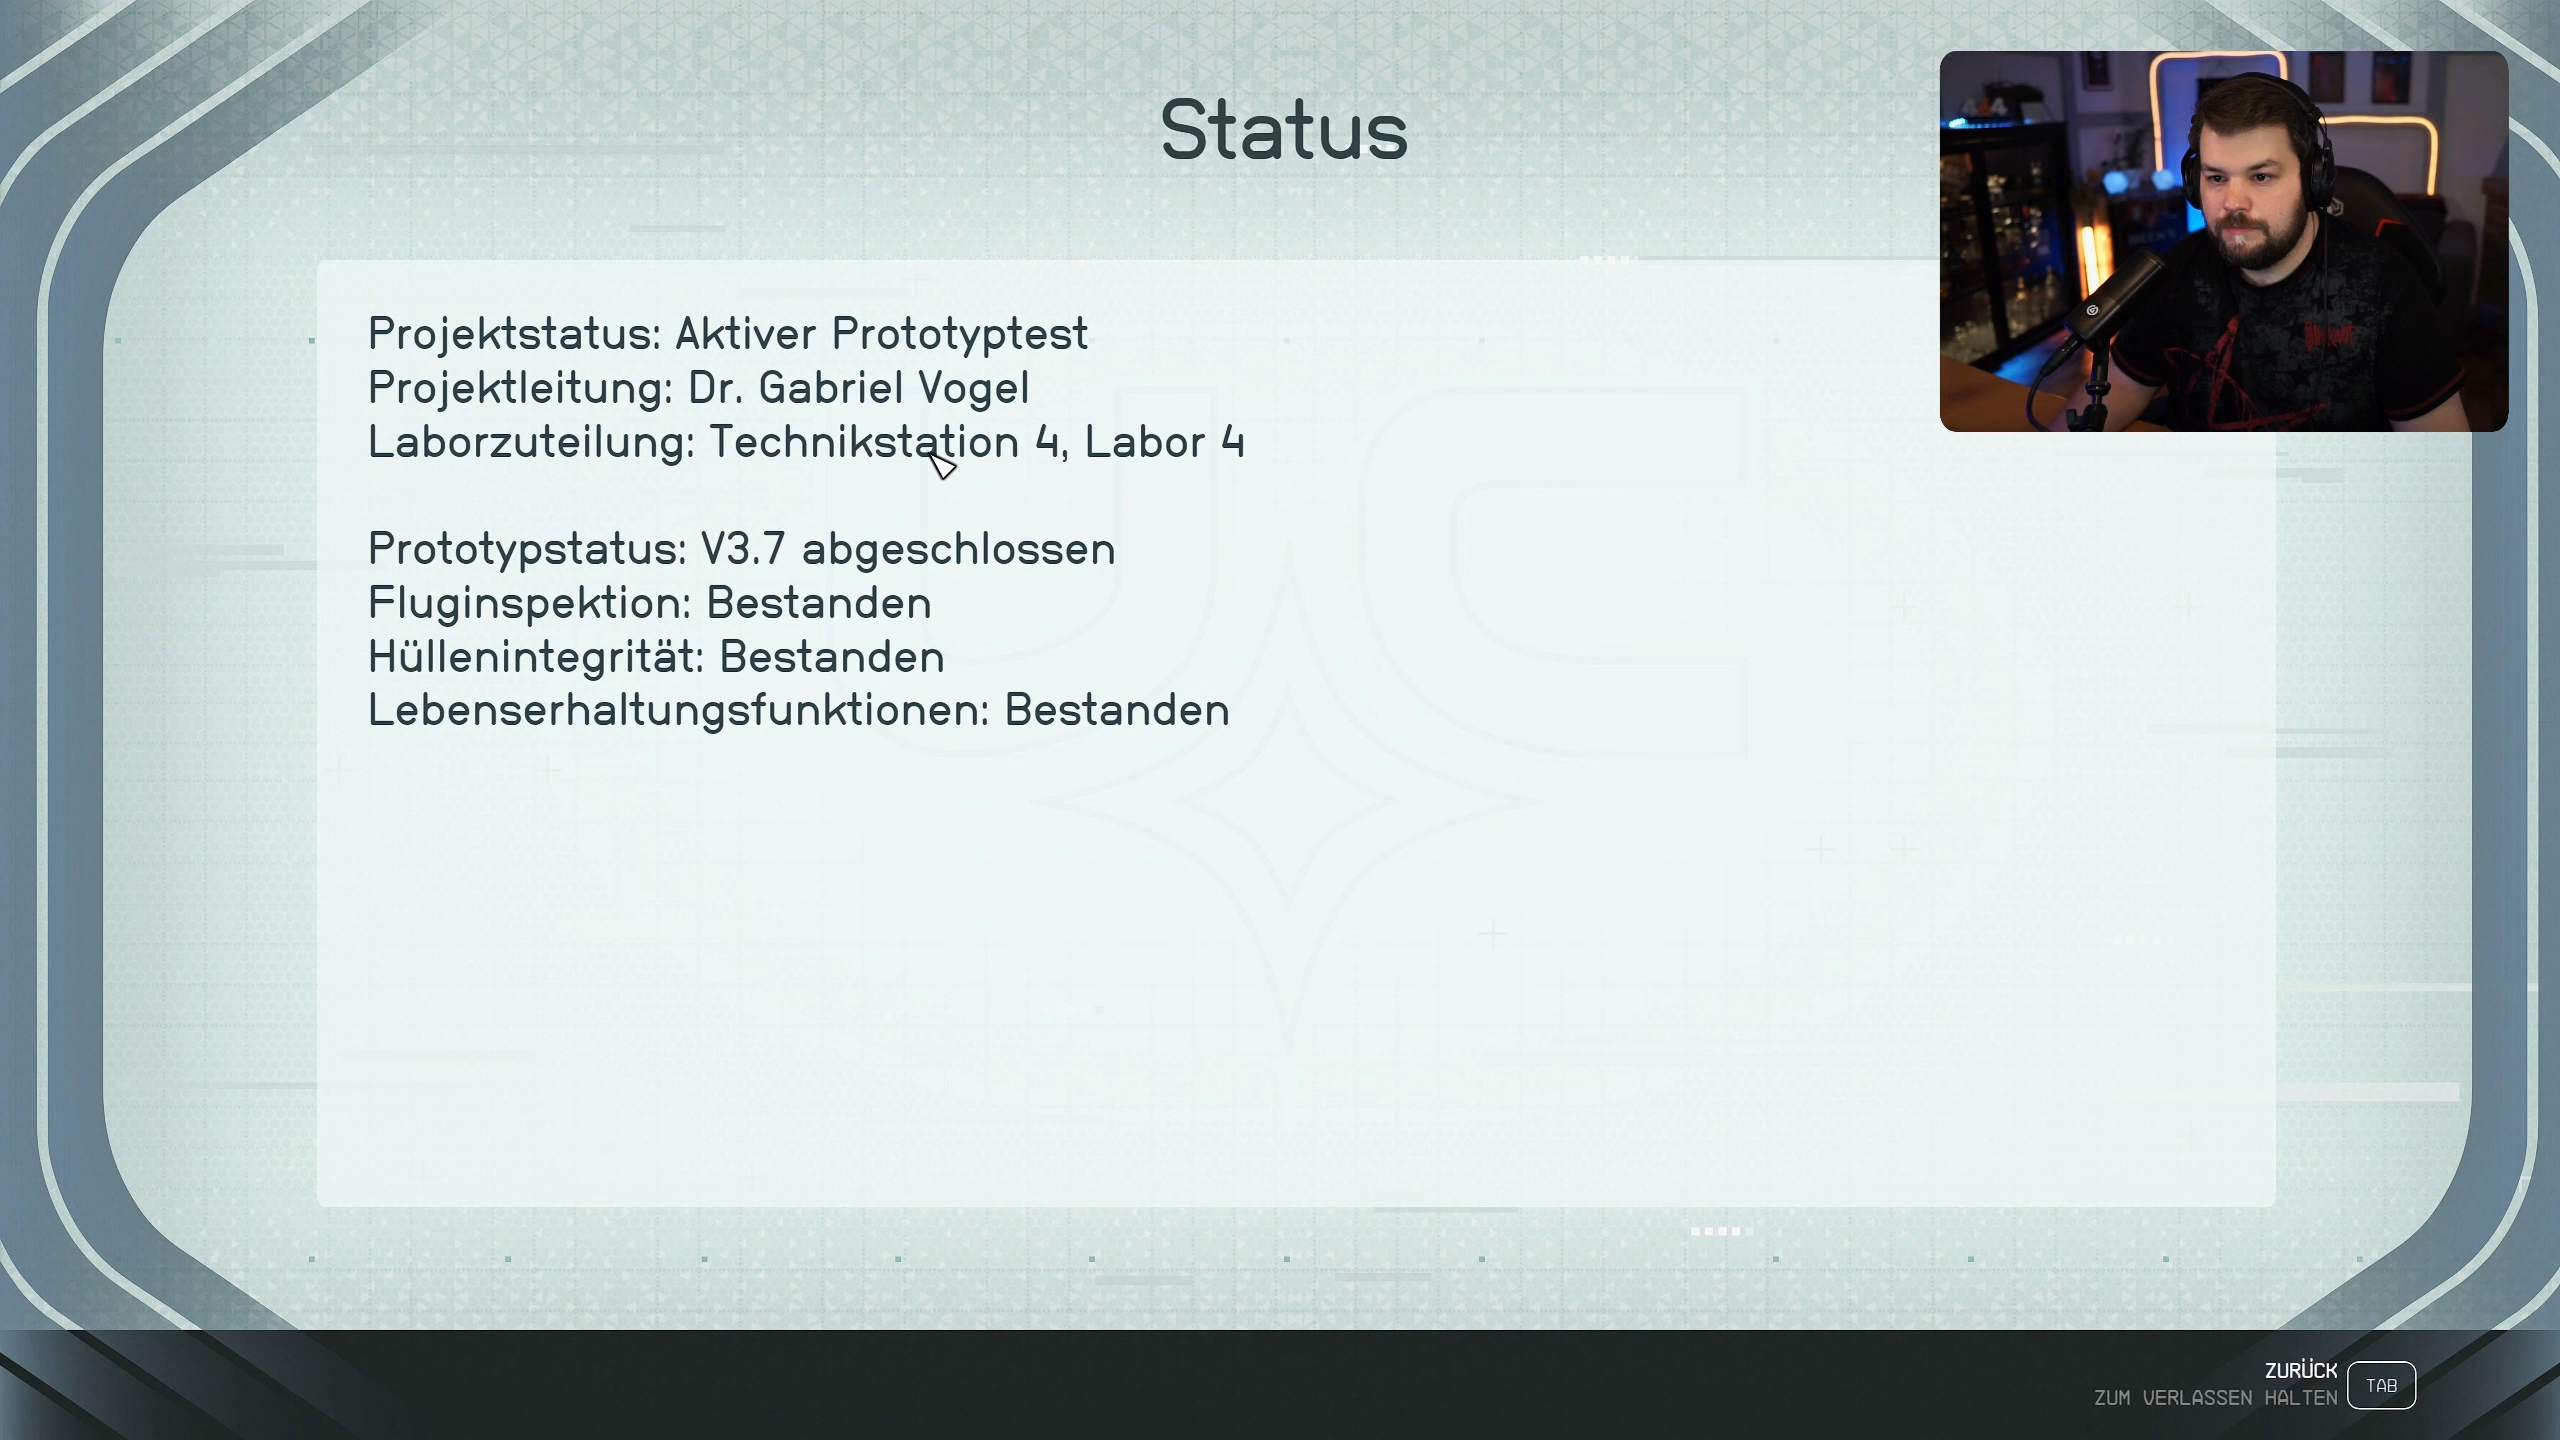 Status
Projektstatus: Aktiver Prototyptest
Projektleitung: Dr. Gabriel Vogel
Laborzuteilung: Technikstation 4, Labor 4
Prototypstatus: V3.7 abgeschlossen
Fluginspektion: Bestanden
Hüllenintegrität: Bestanden
Lebenserhaltungsfunktionen: Bestanden
UC
ZURÜCK
ZUM VERLASSEN HALTEN
TAB